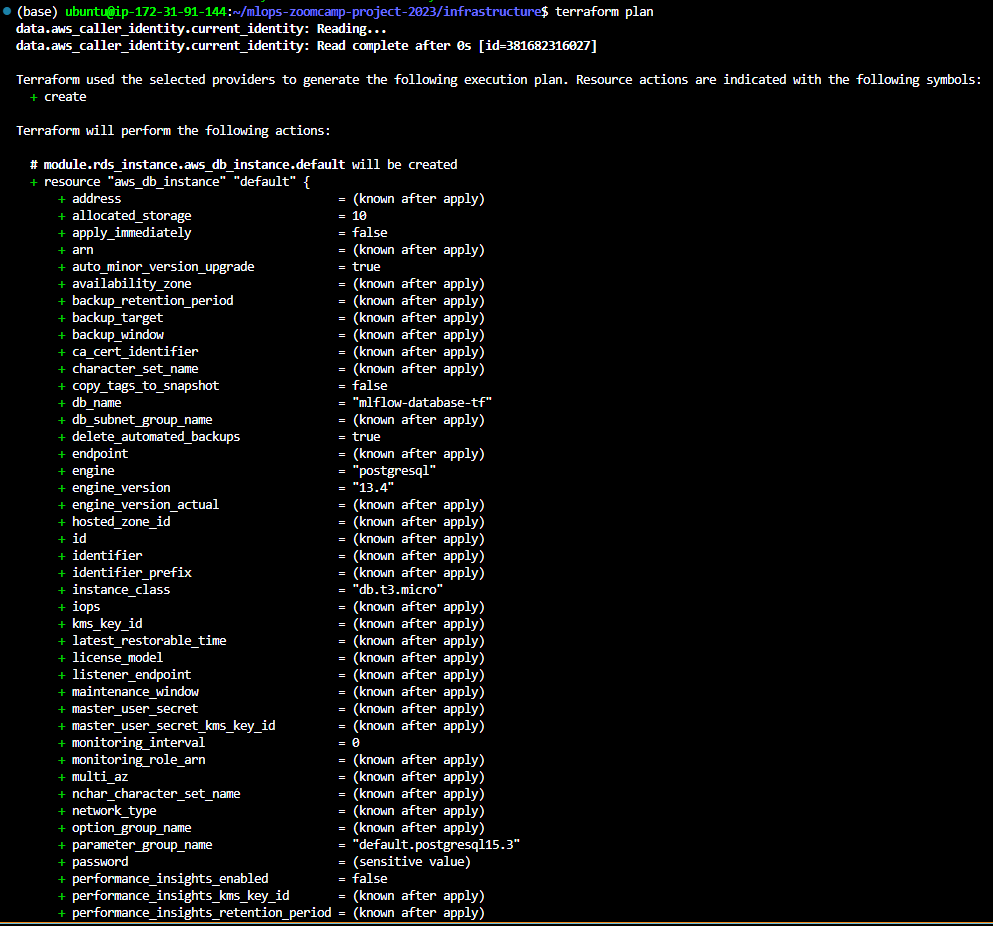 (base) ubuntu@ip-172-31-91-144:~/mlops-zoomcamp-project-2023/infrastructure$ terraform plan
data.aws_caller_identity.current_identity: Reading...
data.aws_caller_identity.current_identity: Read complete after 0s [id=381682316027]
Terraform used the selected providers to generate the following execution plan. Resource actions are indicated with the following symbols:
+ create
Terraform will perform the following actions:
# module.rds_instance.aws_db_instance.default will be created
+ resource "aws_db_instance" "default" {
+ address = (known after apply)
+ allocated_storage = 10
+ apply_immediately = false
+ arn = (known after apply)
+ auto_minor_version_upgrade = true
+ availability_zone = (known after apply)
+ backup_retention_period = (known after apply)
+ backup_target = (known after apply)
+ backup_window = (known after apply)
+ ca_cert_identifier = (known after apply)
+ character_set_name = (known after apply)
+ copy_tags_to_snapshot = false
+ db_name = "mlflow-database-tf"
+ db_subnet_group_name = (known after apply)
+ delete_automated_backups = true
+ endpoint = (known after apply)
+ engine = "postgresql"
+ engine_version = "13.4"
+ engine_version_actual = (known after apply)
+ hosted_zone_id = (known after apply)
+ id = (known after apply)
+ identifier = (known after apply)
+ identifier_prefix = (known after apply)
+ instance_class = "db.t3.micro"
+ iops = (known after apply)
+ kms_key_id = (known after apply)
+ latest_restorable_time = (known after apply)
+ license_model = (known after apply)
+ listener_endpoint = (known after apply)
+ maintenance_window = (known after apply)
+ master_user_secret = (known after apply)
+ master_user_secret_kms_key_id = (known after apply)
+ monitoring_interval = 0
+ monitoring_role_arn = (known after apply)
+ multi_az = (known after apply)
+ nchar_character_set_name = (known after apply)
+ network_type = (known after apply)
+ option_group_name = (known after apply)
+ parameter_group_name = "default.postgresql15.3"
+ password = (sensitive value)
+ performance_insights_enabled = false
+ performance_insights_kms_key_id = (known after apply)
+ performance_insights_retention_period = (known after apply)